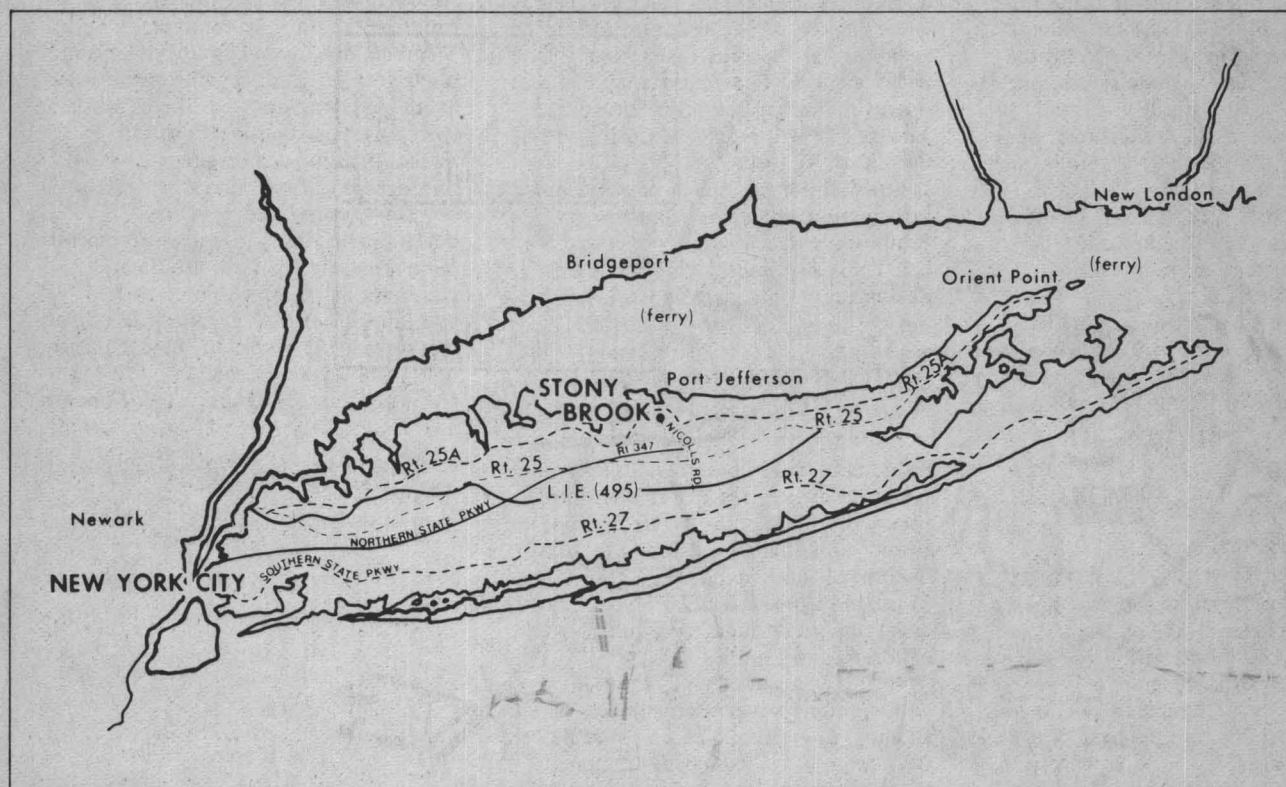 New London
Bridgeport
(ferry)
Orient Point
(ferry)
STONY
BROOK
Port Jefferson
Rt. 25A
Rt. 25A
Rt. 25
Rt. 25
Rt 347
NICOLLS RD.
L.I.E. (495)
Rt. 27
Rt. 27
Newark
NORTHERN STATE PKWY
SOUTHERN STATE PKWY
NEW YORK CITY